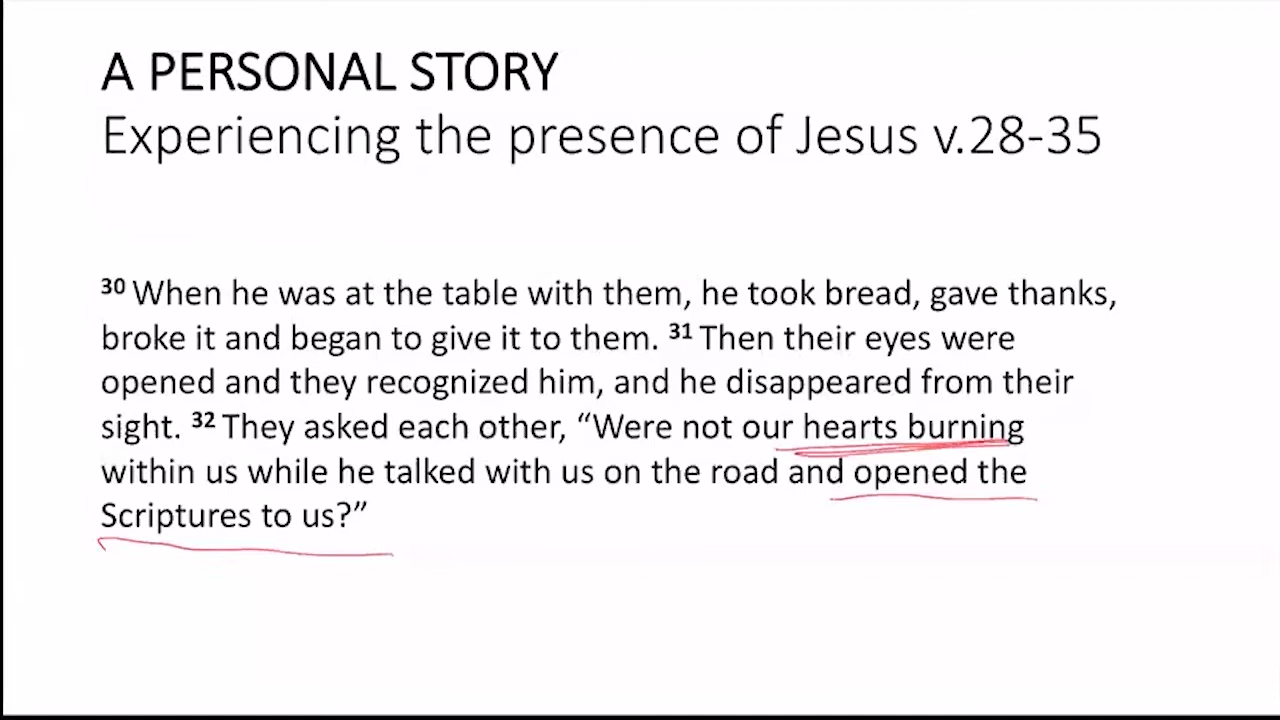 A PERSONAL STORY
Experiencing the presence of Jesus v.28-35
30 When he was at the table with them, he took bread, gave thanks,
broke it and began to give it to them. 31 Then their eyes were
opened and they recognized him, and he disappeared from their
sight. 32 They asked each other, “Were not our hearts burning
within us while he talked with us on the road and opened the
Scriptures to us?”